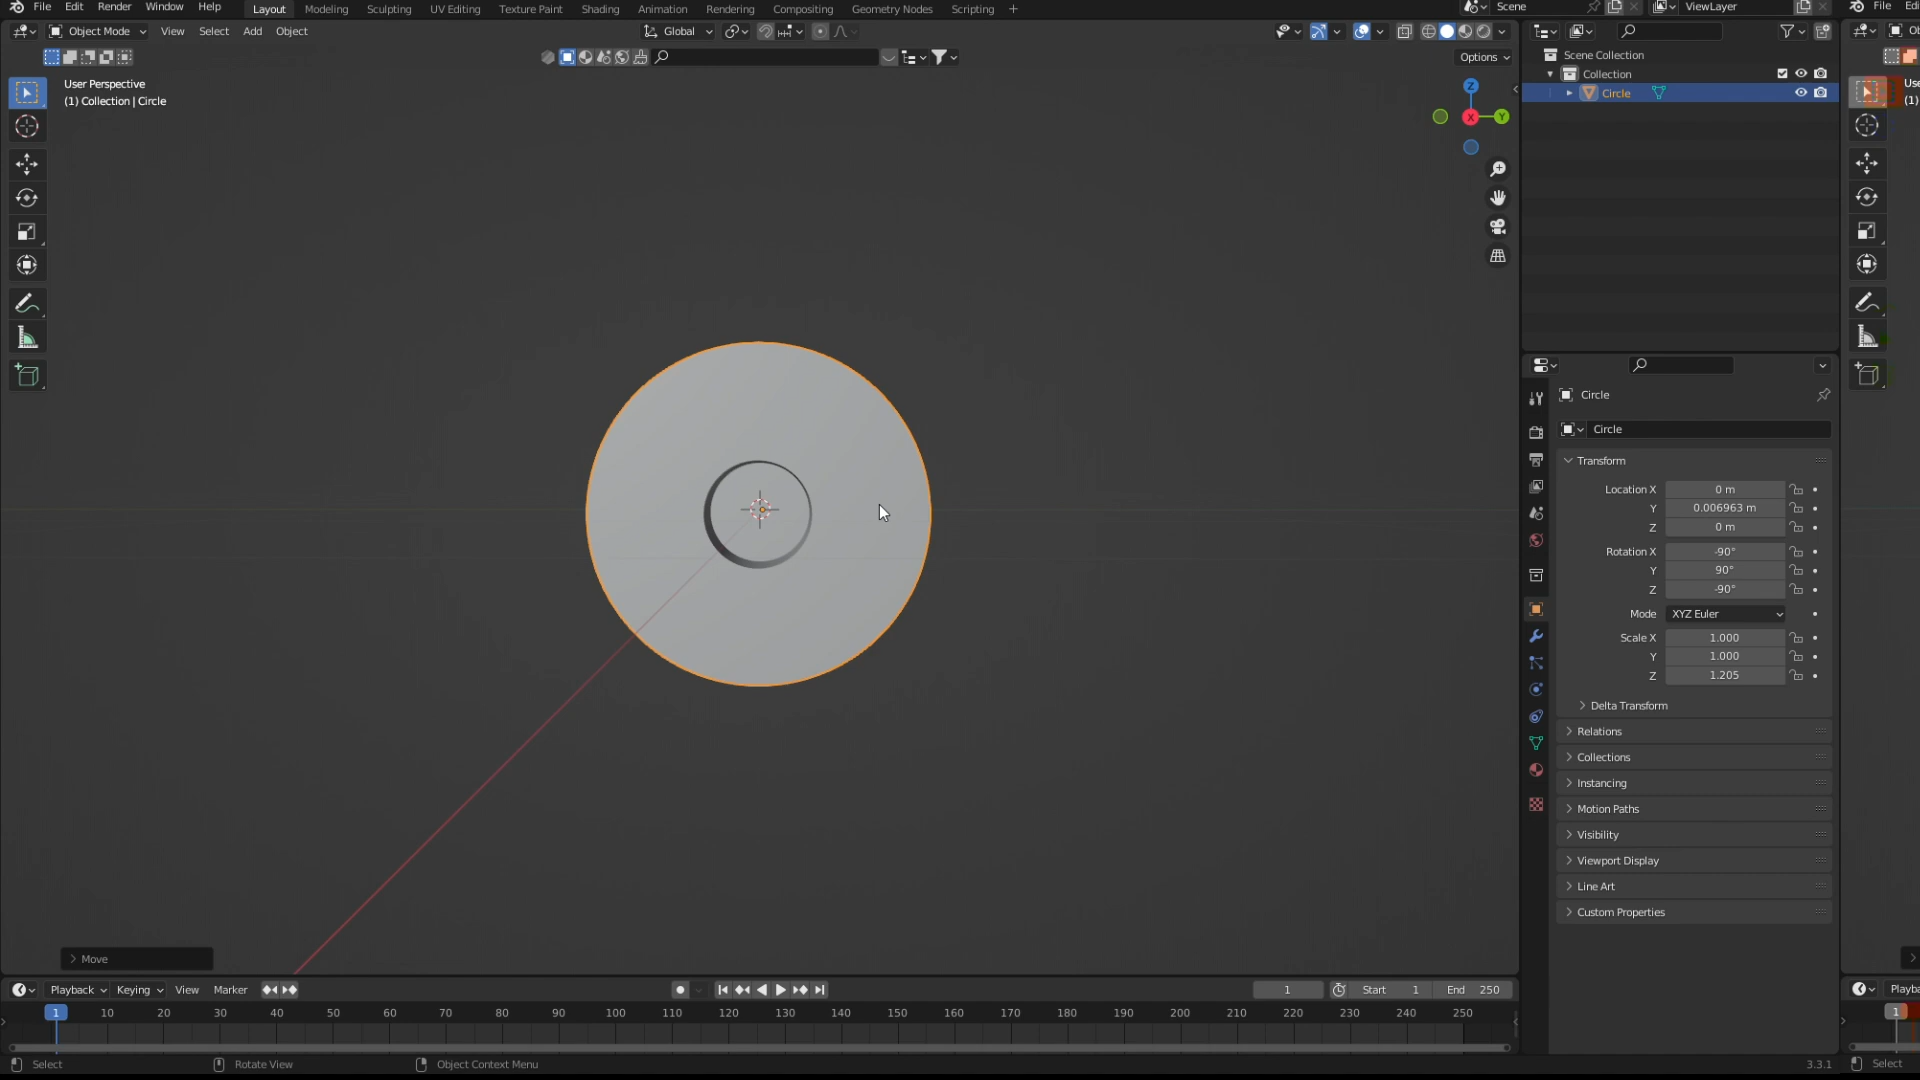 File Edit Render Window Help Layout Modeling Sculpting UV Editing Texture Paint Shading Animation Rendering Compositing Geometry Nodes Scripting + Scene ViewLayer File
Object Mode View Select Add Object Global
Options
User Perspective
(1) Collection | Circle
Z
X
Y
Move
Scene Collection
Collection
Circle
Circle
Circle
Transform
Location X 0 m
Y 0.006963 m
Z 0 m
Rotation X -90°
Y 90°
Z -90°
Mode XYZ Euler
Scale X 1.000
Y 1.000
Z 1.205
Delta Transform
Relations
Collections
Instancing
Motion Paths
Visibility
Viewport Display
Line Art
Custom Properties
(1)
Playback Keying View Marker 1 Start 1 End 250
1 10 20 30 40 50 60 70 80 90 100 110 120 130 140 150 160 170 180 190 200 210 220 230 240 250 1
Select Rotate View Object Context Menu 3.3.1 Select